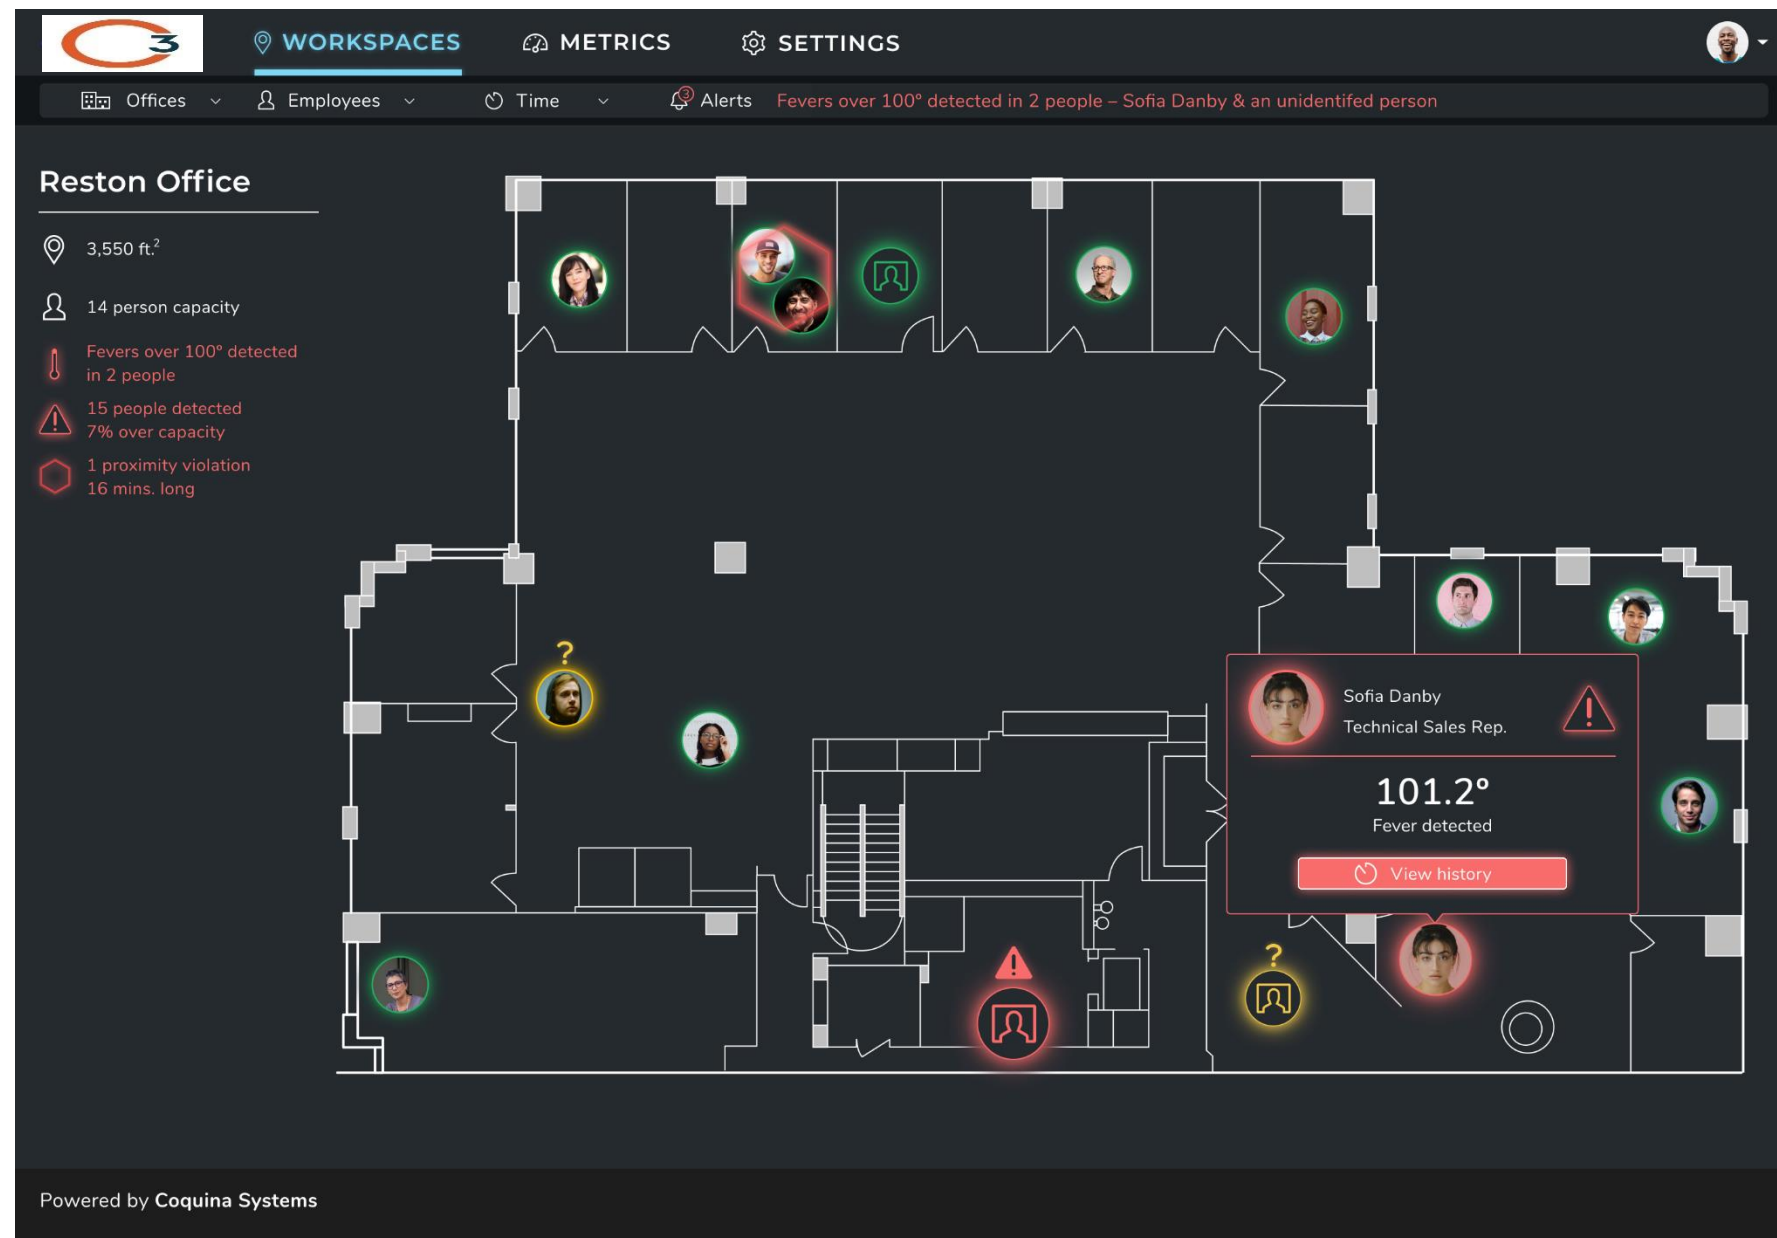 C3
WORKSPACES
METRICS
SETTINGS
Offices
Employees
Time
3
Alerts
Fevers over 100° detected in 2 people – Sofia Danby & an unidentifed person
Reston Office
3,550 ft.²
14 person capacity
Fevers over 100° detected
in 2 people
15 people detected
7% over capacity
1 proximity violation
16 mins. long
?
Sofia Danby
Technical Sales Rep.
101.2°
Fever detected
View history
?
Powered by Coquina Systems